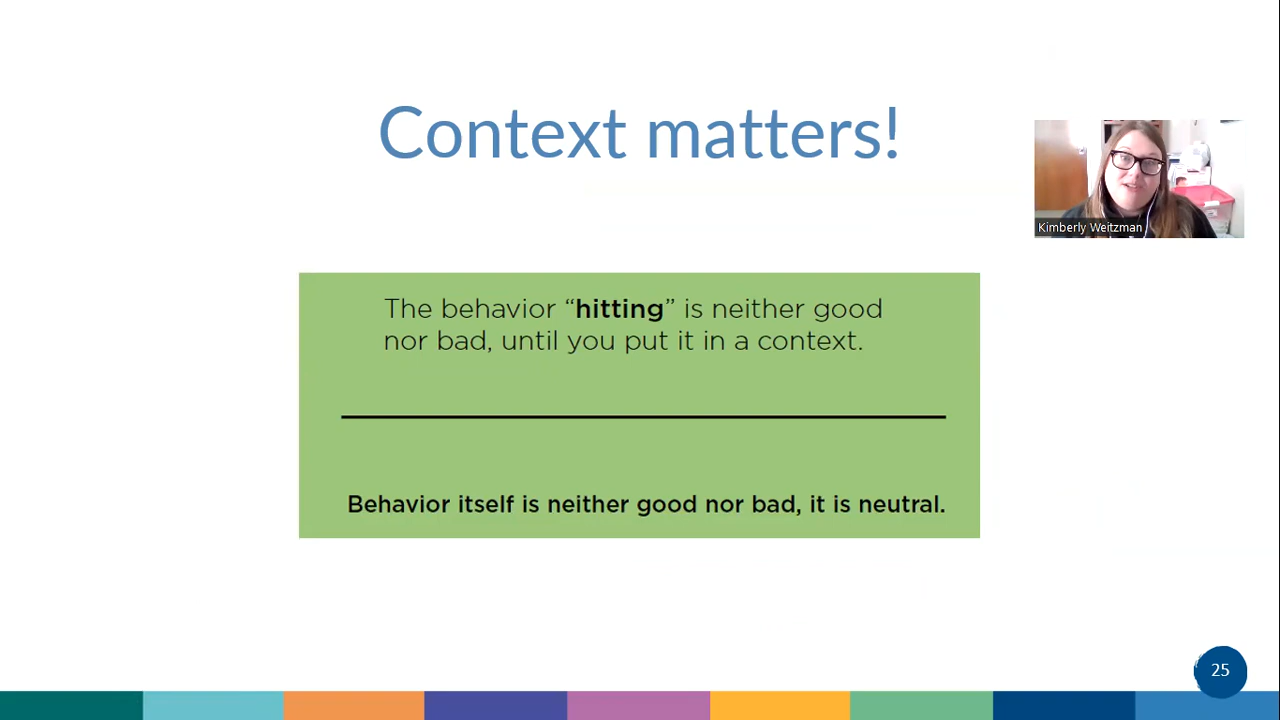 Context matters!
Kimberly Weitzman
The behavior “hitting” is neither good
nor bad, until you put it in a context.
Behavior itself is neither good nor bad, it is neutral.
25